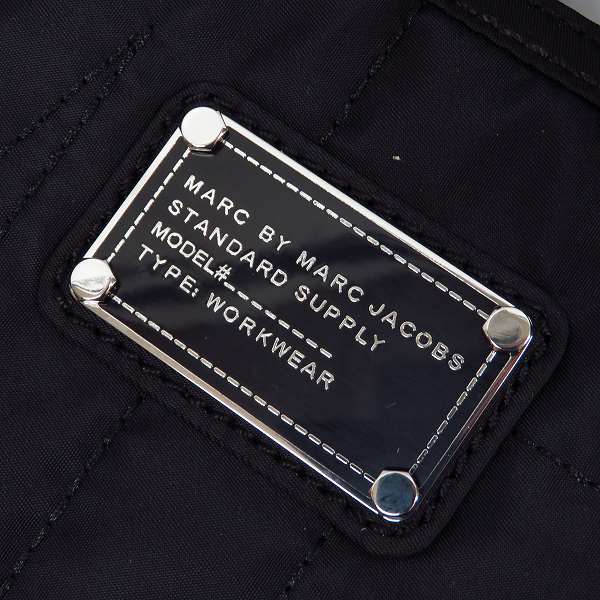 MARC BY MARC JACOBS
STANDARD SUPPLY
MODEL#_ _ _ _ _ _ _ _
TYPE: WORKWEAR